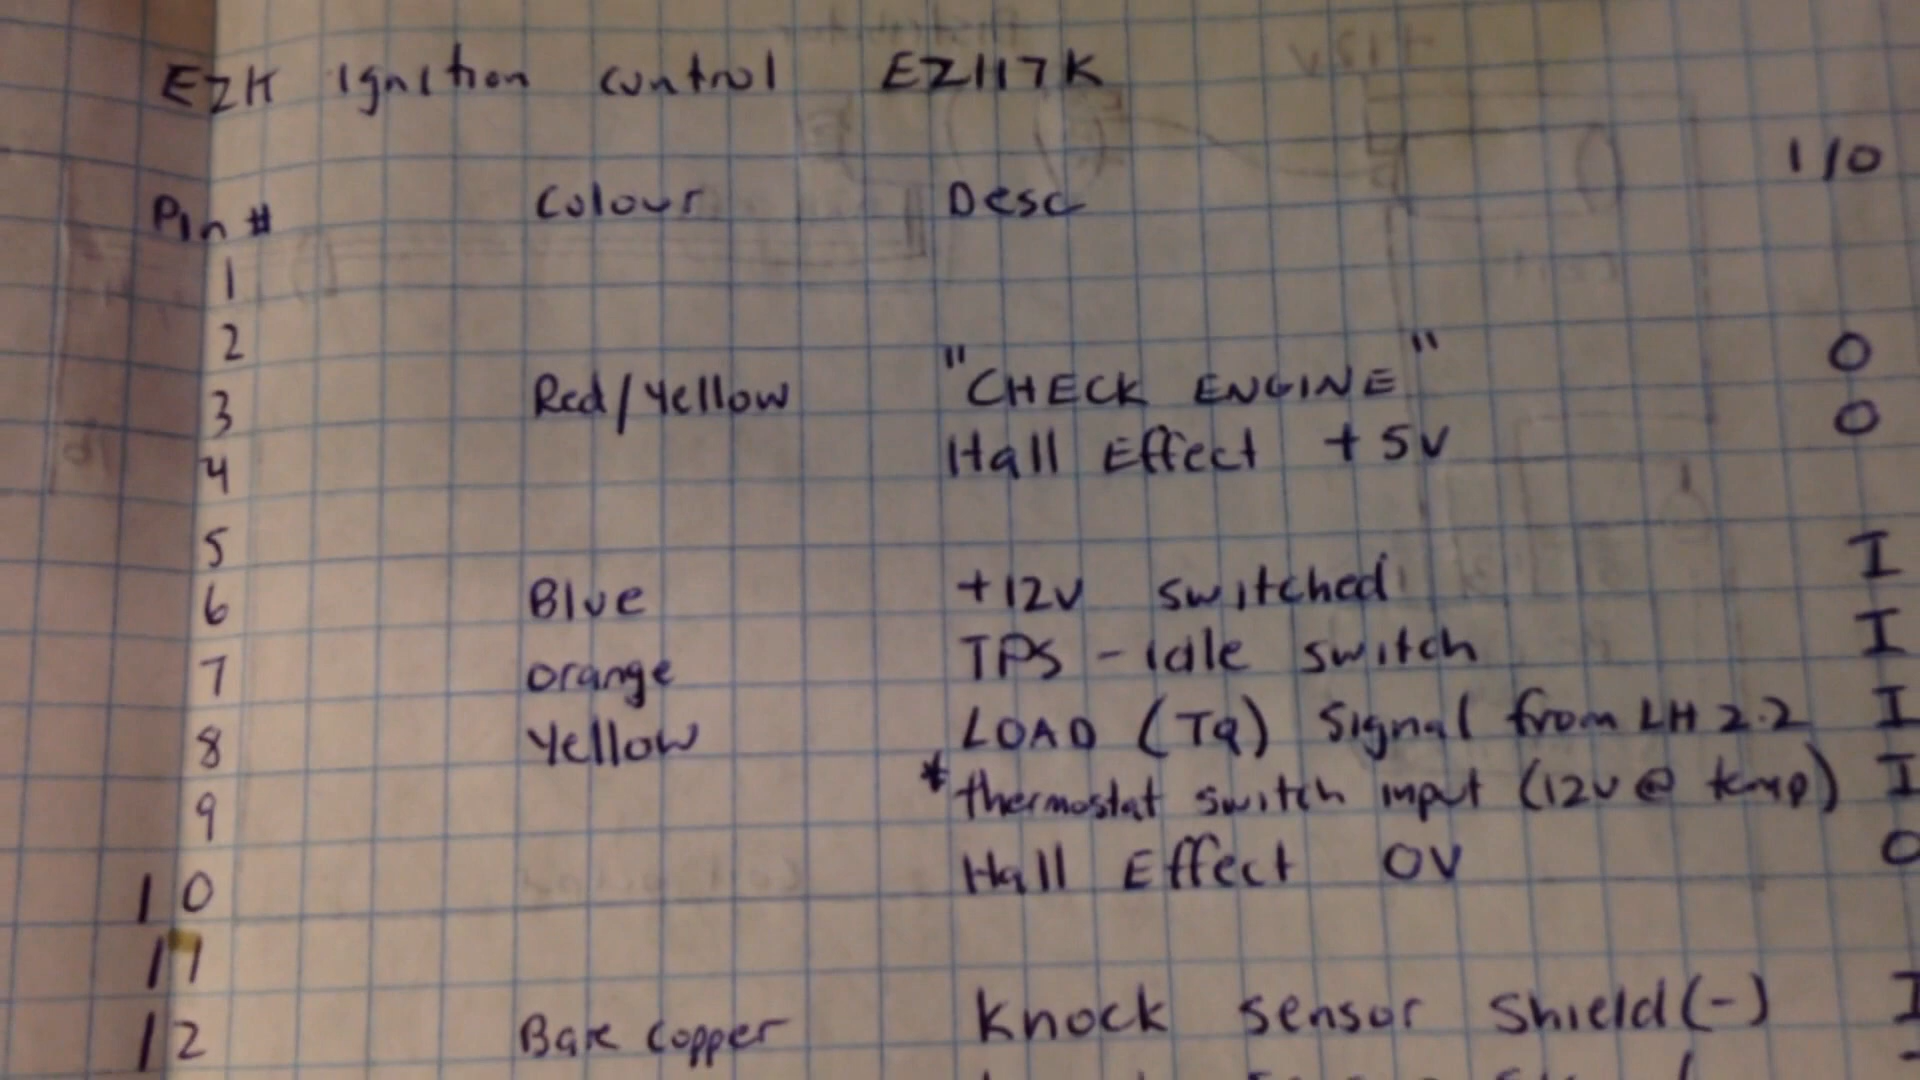 EZK Ignition control EZ117K
Pin # Colour Desc I/O
1
2
3 Red/Yellow "CHECK ENGINE" O
4 Hall Effect +5V O
5
6 Blue +12V switched I
7 orange TPS - idle switch I
8 Yellow LOAD (TQ) Signal from LH 2.2 I
9 * thermostat switch input (12V @ temp) I
10 Hall Effect 0V O
11
12 Bare Copper Knock sensor shield (-) I